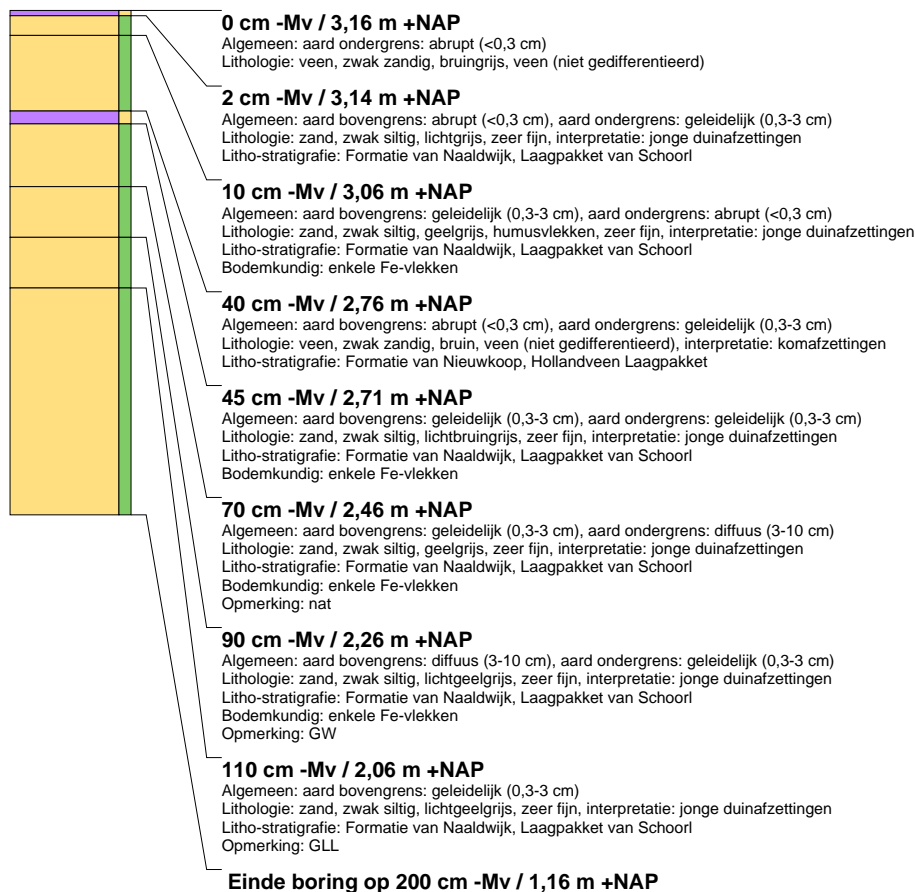 0 cm -Mv / 3,16 m +NAP
Algemeen: aard ondergrens: abrupt (<0,3 cm)
Lithologie: veen, zwak zandig, bruingrijs, veen (niet gedifferentieerd)
2 cm -Mv / 3,14 m +NAP
Algemeen: aard bovengrens: abrupt (<0,3 cm), aard ondergrens: geleidelijk (0,3-3 cm)
Lithologie: zand, zwak siltig, lichtgrijs, zeer fijn, interpretatie: jonge duinafzettingen
Litho-stratigrafie: Formatie van Naaldwijk, Laagpakket van Schoorl
10 cm -Mv / 3,06 m +NAP
Algemeen: aard bovengrens: geleidelijk (0,3-3 cm), aard ondergrens: abrupt (<0,3 cm)
Lithologie: zand, zwak siltig, geelgrijs, humusvlekken, zeer fijn, interpretatie: jonge duinafzettingen
Litho-stratigrafie: Formatie van Naaldwijk, Laagpakket van Schoorl
Bodemkundig: enkele Fe-vlekken
40 cm -Mv / 2,76 m +NAP
Algemeen: aard bovengrens: abrupt (<0,3 cm), aard ondergrens: geleidelijk (0,3-3 cm)
Lithologie: veen, zwak zandig, bruin, veen (niet gedifferentieerd), interpretatie: komafzettingen
Litho-stratigrafie: Formatie van Nieuwkoop, Hollandveen Laagpakket
45 cm -Mv / 2,71 m +NAP
Algemeen: aard bovengrens: geleidelijk (0,3-3 cm), aard ondergrens: geleidelijk (0,3-3 cm)
Lithologie: zand, zwak siltig, lichtbruingrijs, zeer fijn, interpretatie: jonge duinafzettingen
Litho-stratigrafie: Formatie van Naaldwijk, Laagpakket van Schoorl
Bodemkundig: enkele Fe-vlekken
70 cm -Mv / 2,46 m +NAP
Algemeen: aard bovengrens: geleidelijk (0,3-3 cm), aard ondergrens: diffuus (3-10 cm)
Lithologie: zand, zwak siltig, geelgrijs, zeer fijn, interpretatie: jonge duinafzettingen
Litho-stratigrafie: Formatie van Naaldwijk, Laagpakket van Schoorl
Bodemkundig: enkele Fe-vlekken
Opmerking: nat
90 cm -Mv / 2,26 m +NAP
Algemeen: aard bovengrens: diffuus (3-10 cm), aard ondergrens: geleidelijk (0,3-3 cm)
Lithologie: zand, zwak siltig, lichtgeelgrijs, zeer fijn, interpretatie: jonge duinafzettingen
Litho-stratigrafie: Formatie van Naaldwijk, Laagpakket van Schoorl
Bodemkundig: enkele Fe-vlekken
Opmerking: GW
110 cm -Mv / 2,06 m +NAP
Algemeen: aard bovengrens: geleidelijk (0,3-3 cm)
Lithologie: zand, zwak siltig, lichtgeelgrijs, zeer fijn, interpretatie: jonge duinafzettingen
Litho-stratigrafie: Formatie van Naaldwijk, Laagpakket van Schoorl
Opmerking: GLL
Einde boring op 200 cm -Mv / 1,16 m +NAP